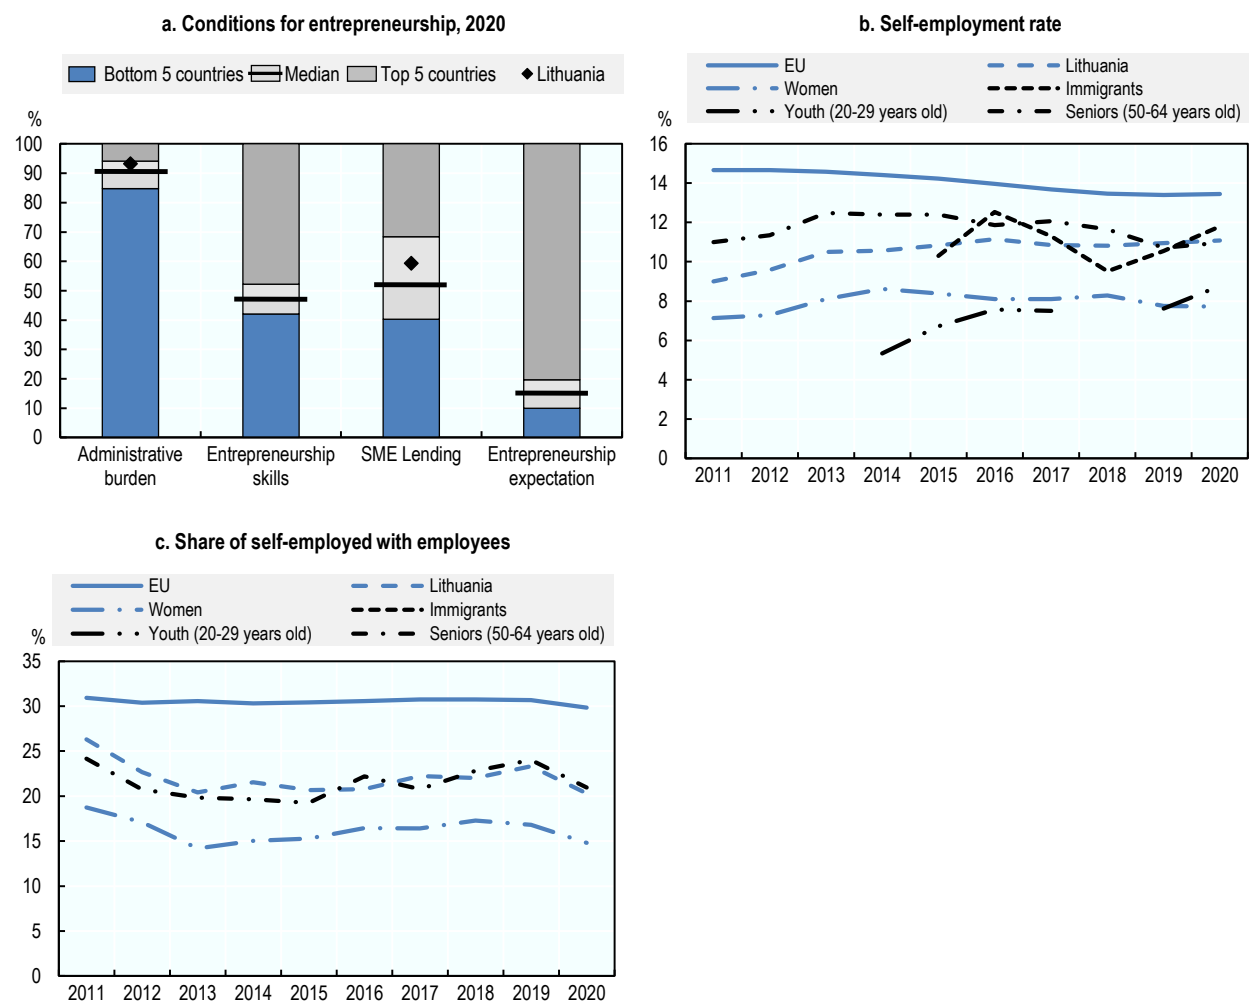 a. Conditions for entrepreneurship, 2020
Bottom 5 countries Median Top 5 countries Lithuania
%
100
90
80
70
60
50
40
30
20
10
0
Administrative burden
Entrepreneurship skills
SME Lending
Entrepreneurship expectation
b. Self-employment rate
EU Lithuania
Women Immigrants
Youth (20-29 years old) Seniors (50-64 years old)
%
16
14
12
10
8
6
4
2
0
2011 2012 2013 2014 2015 2016 2017 2018 2019 2020
c. Share of self-employed with employees
EU Lithuania
Women Immigrants
Youth (20-29 years old) Seniors (50-64 years old)
%
35
30
25
20
15
10
5
0
2011 2012 2013 2014 2015 2016 2017 2018 2019 2020